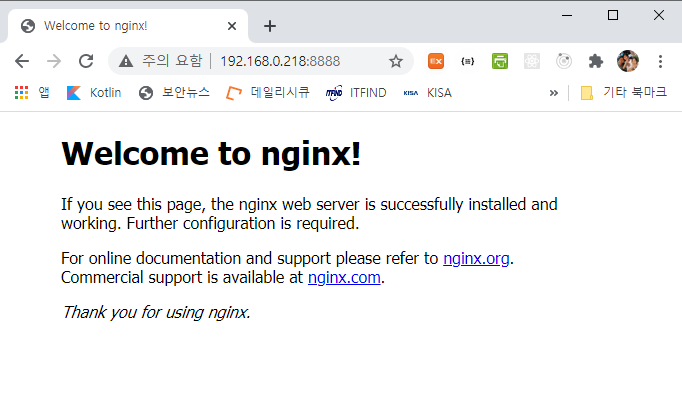 Welcome to nginx!
주의 요함 192.168.0.218:8888
EX
{=}
앱 Kotlin 보안뉴스 데일리시큐 ITFIND ITFIND KISA KISA » 기타 북마크
Welcome to nginx!
If you see this page, the nginx web server is successfully installed and
working. Further configuration is required.
For online documentation and support please refer to nginx.org.
Commercial support is available at nginx.com.
Thank you for using nginx.